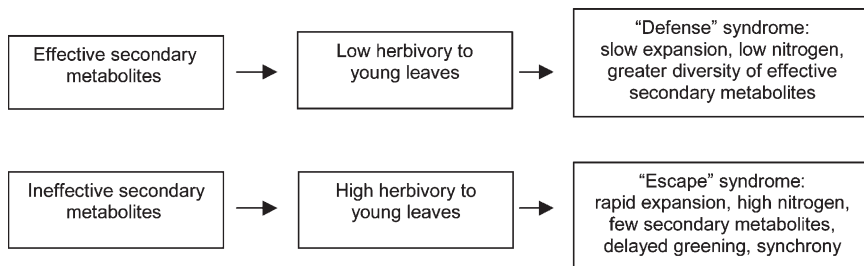 Effective secondary
metabolites
Low herbivory to
young leaves
“Defense” syndrome:
slow expansion, low nitrogen,
greater diversity of effective
secondary metabolites
Ineffective secondary
metabolites
High herbivory to
young leaves
“Escape” syndrome:
rapid expansion, high nitrogen,
few secondary metabolites,
delayed greening, synchrony